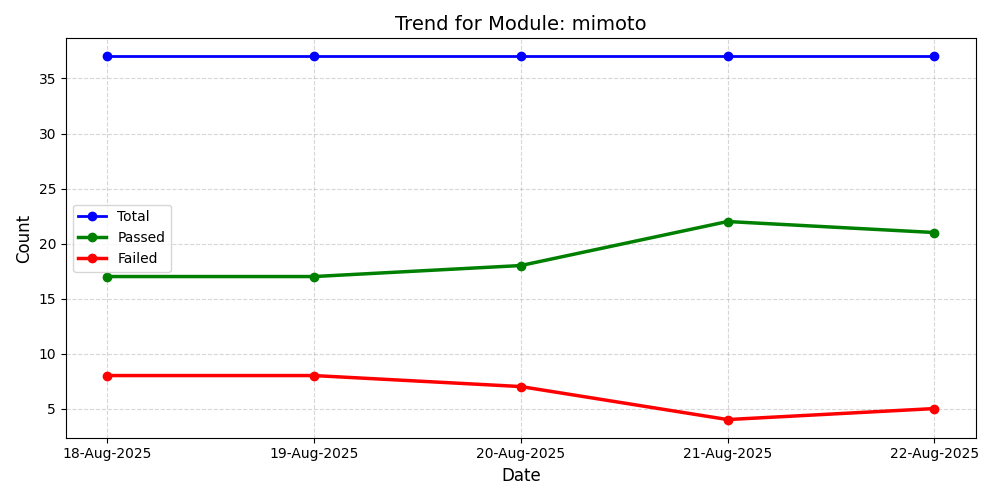 Trend for Module: mimoto
Count
35
30
25
20
15
10
5
Total
Passed
Failed
18-Aug-2025
19-Aug-2025
20-Aug-2025
21-Aug-2025
22-Aug-2025
Date